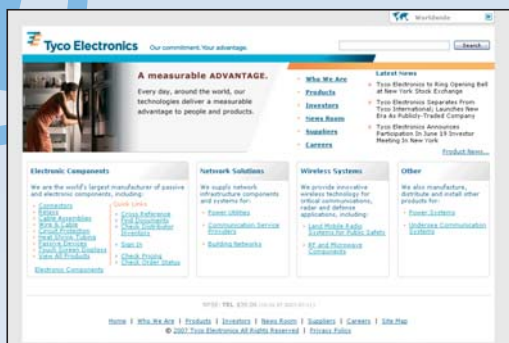 Worldwide
Tyco Electronics
Our commitment. Your advantage.
Search
A measurable ADVANTAGE.
Every day, around the world, our
technologies deliver a measurable
advantage to people and products.
Who We Are
Products
Investors
News Room
Suppliers
Careers
Latest News
Tyco Electronics to Ring Opening Bell
at New York Stock Exchange
Tyco Electronics Separates From
Tyco International; Launches New
Era As Publicly-Traded Company
Tyco Electronics Announces
Participation In June 19 Investor
Meeting In New York
Product News...
Electronic Components
We are the world's largest manufacturer of passive
and electronic components, including:
Connectors
Relays
Cable Assemblies
Wire & Cable
Circuit Protection
Heat Shrink Tubing
Passive Devices
Touch Screen Displays
View All Products
Electronic Components
Quick Links
Cross Reference
Find Documents
Check Distributor
Inventory
Sign In
Check Pricing
Check Order Status
Network Solutions
We supply network
infrastructure components
and systems for:
Power Utilities
Communication Service
Providers
Building Networks
Wireless Systems
We provide innovative
wireless technology for
critical communications,
radar and defense
applications, including:
Land Mobile Radio
Systems for Public Safety
RF and Microwave
Components
Other
We also manufacture,
distribute and install other
products for:
Power Systems
Undersea Communication
Systems
NYSE: TEL
Home | Who We Are | Products | Investors | News Room | Suppliers | Careers | Site Map
© 2007 Tyco Electronics All Rights Reserved | Privacy Policy